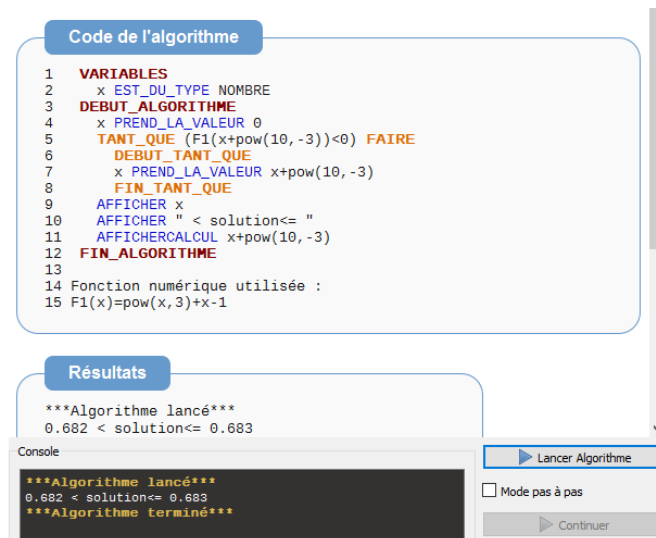 Code de l'algorithme
1 VARIABLES
2 x EST_DU_TYPE NOMBRE
3 DEBUT_ALGORITHME
4 x PREND_LA_VALEUR 0
5 TANT_QUE (F1(x+pow(10,-3))<0) FAIRE
6 DEBUT_TANT_QUE
7 x PREND_LA_VALEUR x+pow(10,-3)
8 FIN_TANT_QUE
9 AFFICHER x
10 AFFICHER " < solution<= "
11 AFFICHERCALCUL x+pow(10,-3)
12 FIN_ALGORITHME
13
14 Fonction numérique utilisée :
15 F1(x)=pow(x,3)+x-1
Résultats
***Algorithme lancé***
0.682 < solution<= 0.683
Console
***Algorithme lancé***
0.682 < solution<= 0.683
***Algorithme terminé***
Lancer Algorithme
Mode pas à pas
Continuer